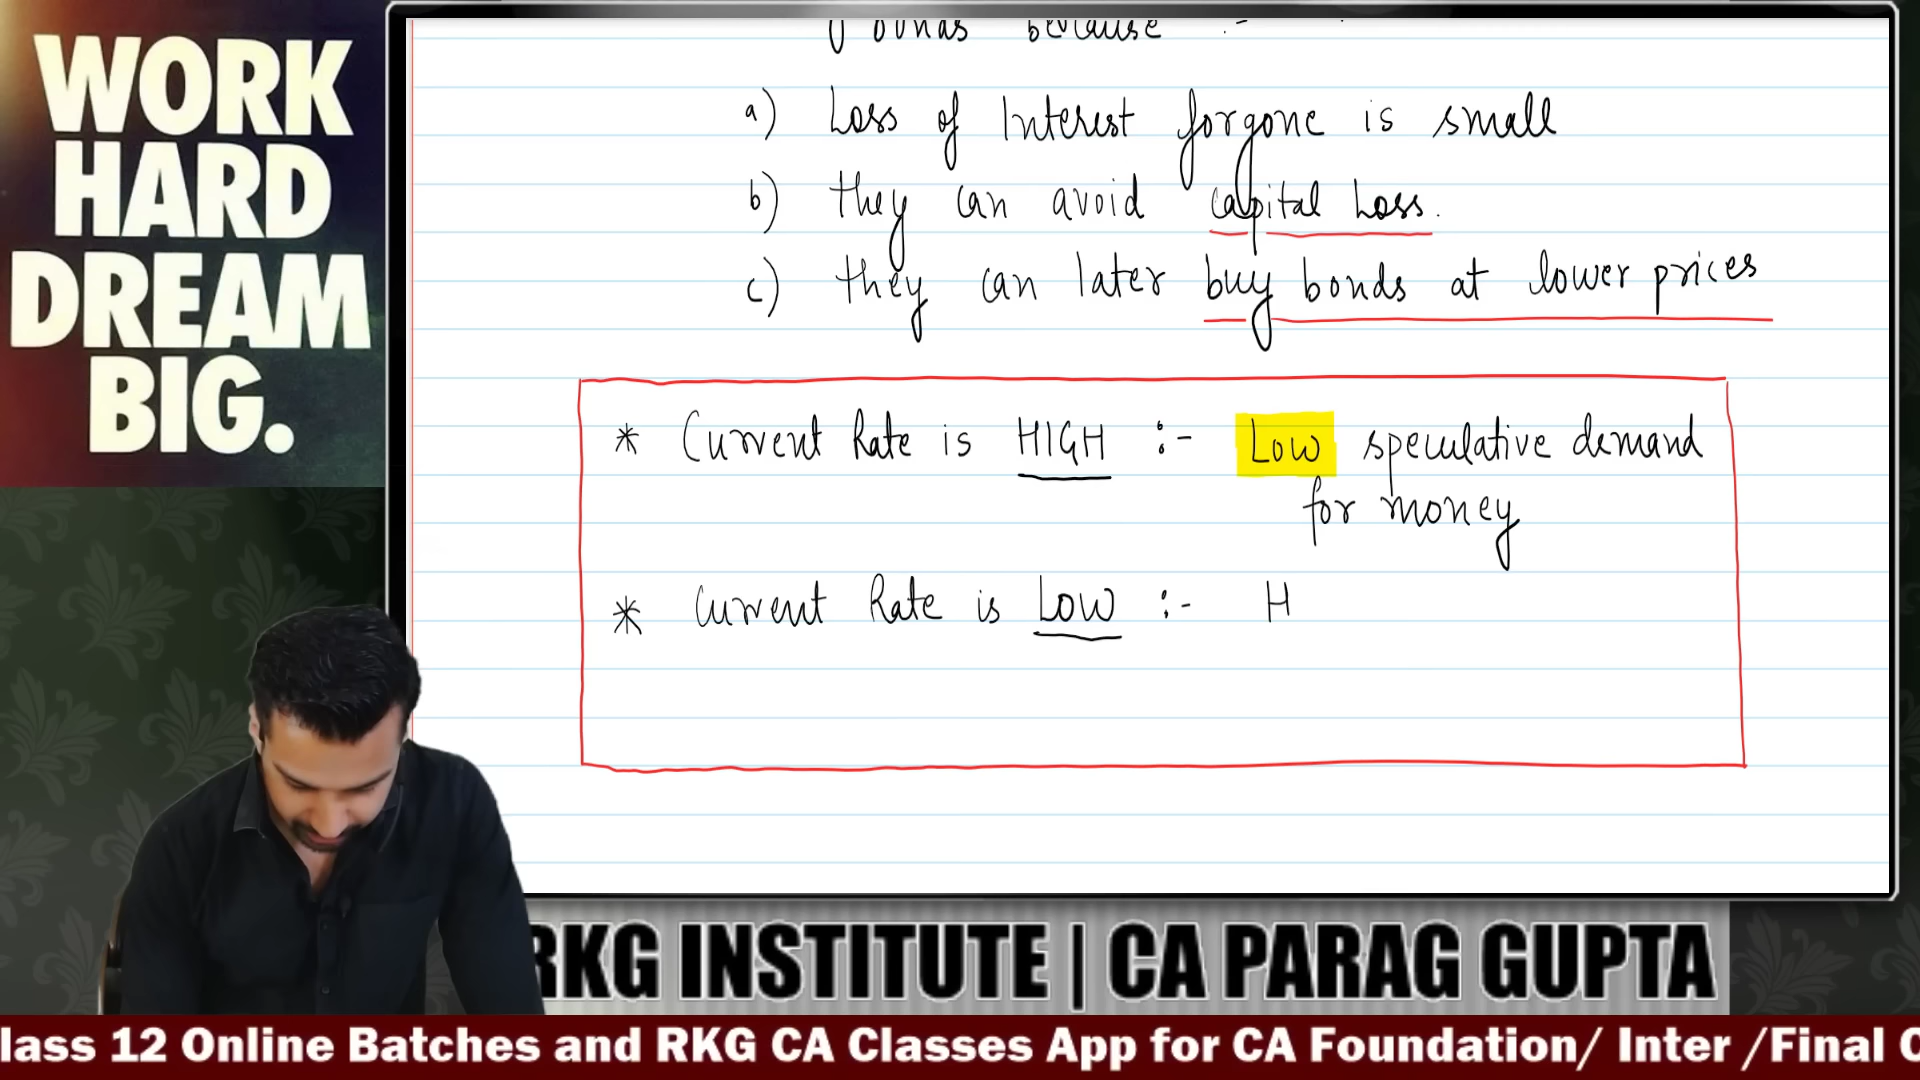 WORK
HARD
DREAM
BIG.
bonds because :-
a) Loss of Interest forgone is small
b) they can avoid capital Loss.
c) they can later buy bonds at lower prices
* Current Rate is HIGH :- Low speculative demand
for money
* Current Rate is Low :- H
RKG INSTITUTE | CA PARAG GUPTA
lass 12 Online Batches and RKG CA Classes App for CA Foundation/ Inter /Final C